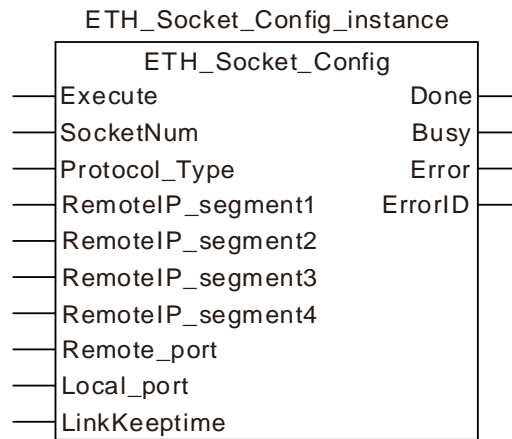 ETH_Socket_Config_instance
ETH_Socket_Config
Execute Done
SocketNum Busy
Protocol_Type Error
RemoteIP_segment1 ErrorID
RemoteIP_segment2
RemoteIP_segment3
RemoteIP_segment4
Remote_port
Local_port
LinkKeeptime